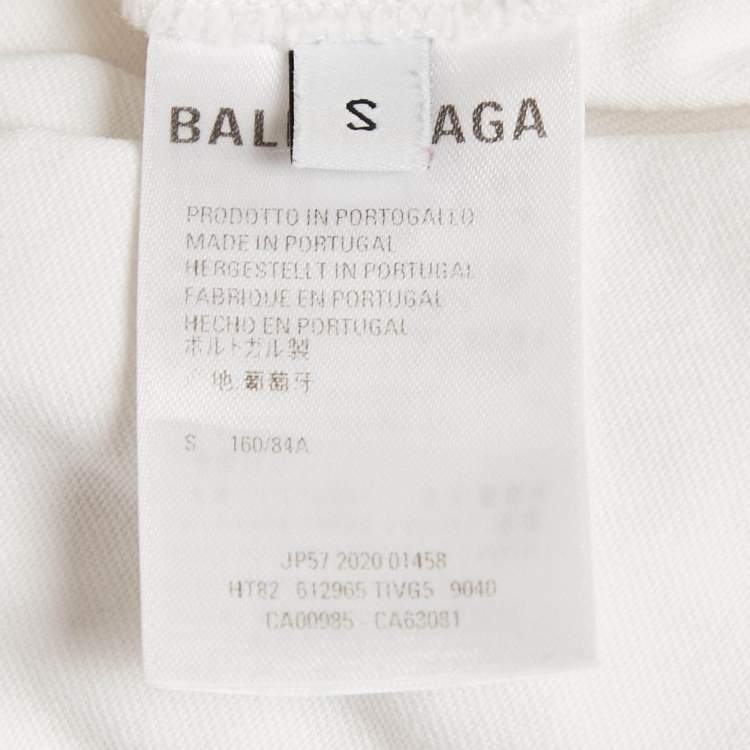 S
BAL AGA
PRODOTTO IN PORTOGALLO
MADE IN PORTUGAL
HERGESTELLT IN PORTUGAL
FABRIQUE EN PORTUGAL
HECHO EN PORTUGAL
ポルトガル製
地:葡萄牙
S 160/84A
JP57 2020 01458
HT82 612965 TIVG5 9040
CA00985 - CA63081